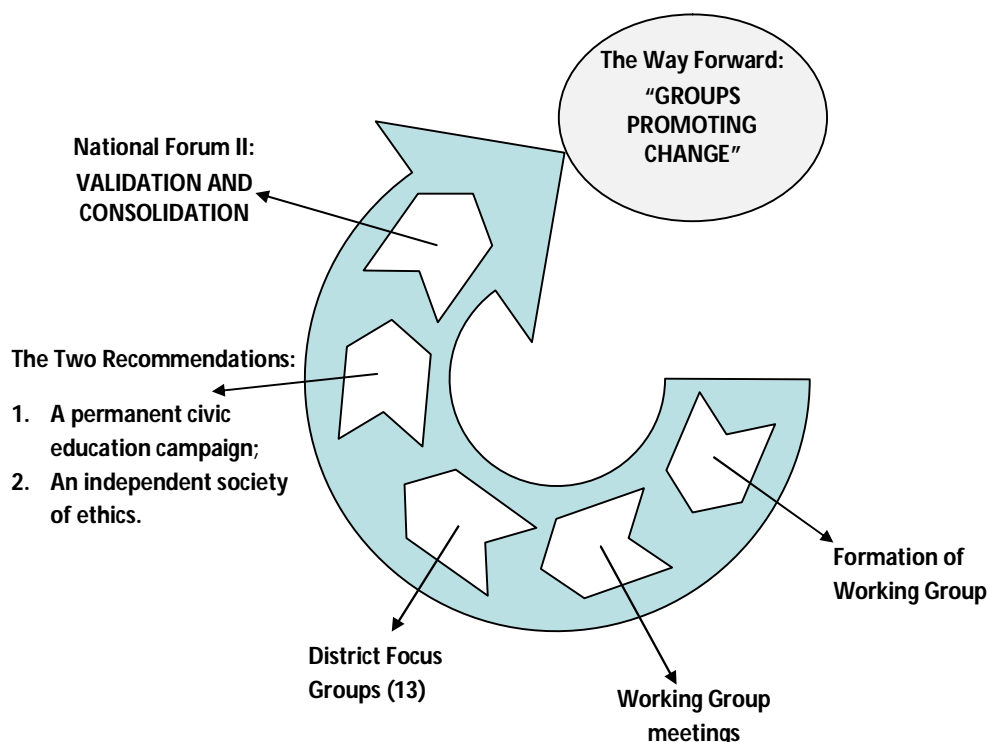 The Way Forward:
“GROUPS
PROMOTING
CHANGE”
National Forum II:
VALIDATION AND
CONSOLIDATION
The Two Recommendations:
1. A permanent civic
education campaign;
2. An independent society
of ethics.
District Focus
Groups (13)
Working Group
meetings
Formation of
Working Group